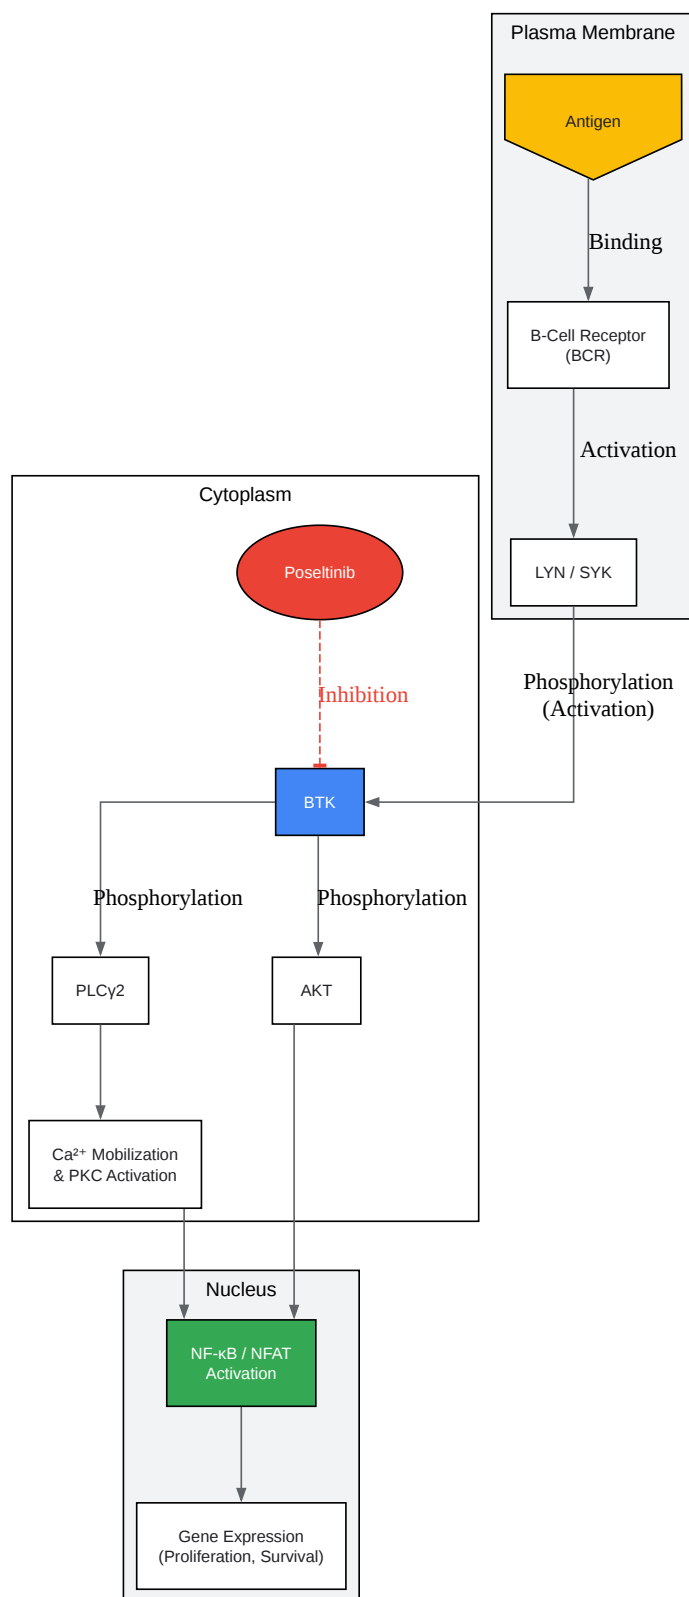 Plasma Membrane
Antigen
Binding
B-Cell Receptor
(BCR)
Activation
LYN / SYK
Cytoplasm
Poseltinib
Phosphorylation
(Activation)
Inhibition
BTK
Phosphorylation
Phosphorylation
PLCγ2
AKT
Ca²⁺ Mobilization
& PKC Activation
Nucleus
NF-κB / NFAT
Activation
Gene Expression
(Proliferation, Survival)